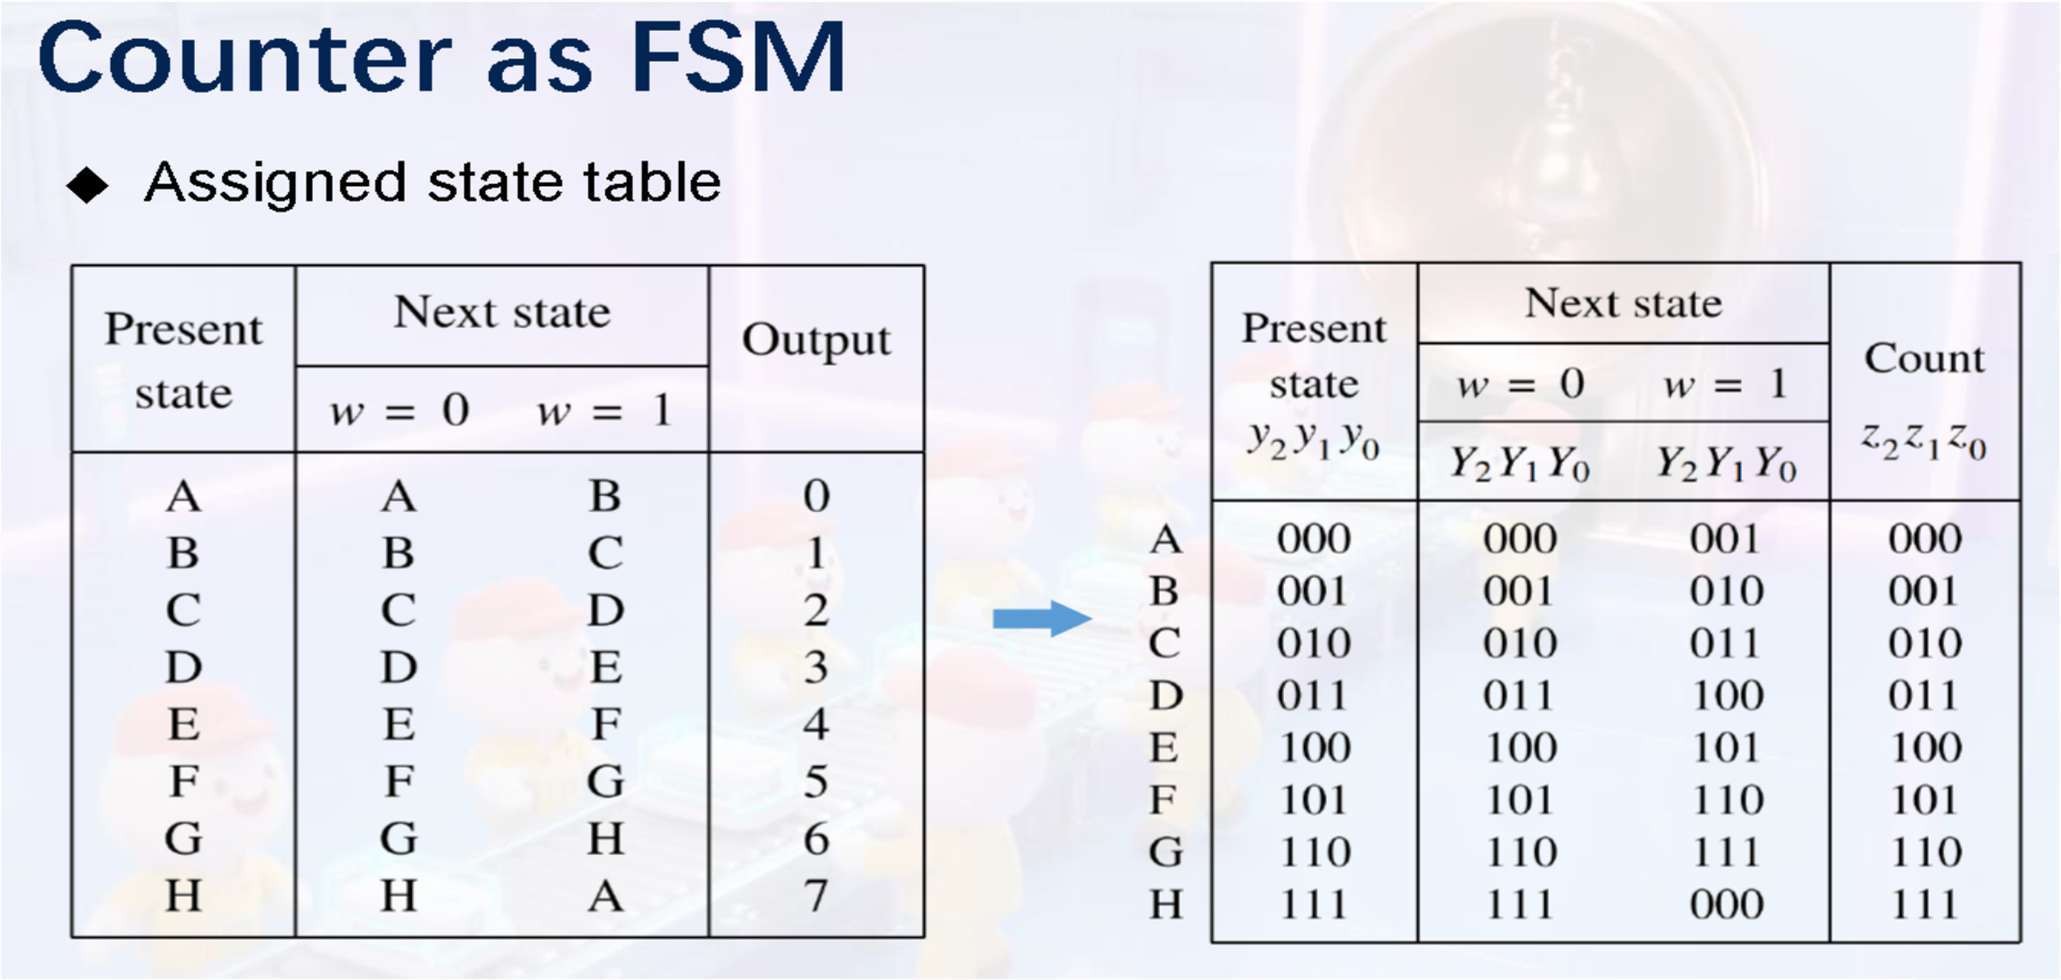 Counter as FSM
◆ Assigned state table
Present state | Next state | Output
w = 0 w = 1
A A B 0
B B C 1
C C D 2
D D E 3
E E F 4
F F G 5
G G H 6
H H A 7
Present state y₂y₁y₀ | Next state | Count z₂z₁z₀
w = 0 w = 1
Y₂Y₁Y₀ Y₂Y₁Y₀
A 000 000 001 000
B 001 001 010 001
C 010 010 011 010
D 011 011 100 011
E 100 100 101 100
F 101 101 110 101
G 110 110 111 110
H 111 111 000 111